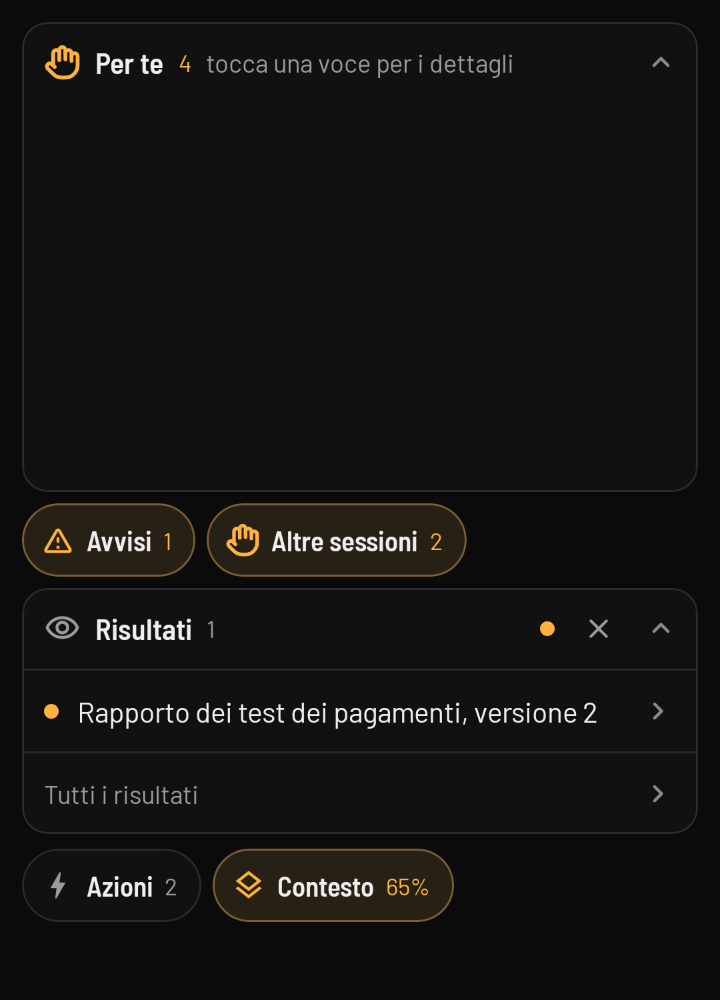 Per te 4 tocca una voce per i dettagli
Avvisi 1 Altre sessioni 2
Risultati 1
Rapporto dei test dei pagamenti, versione 2
Tutti i risultati
Azioni 2 Contesto 65%